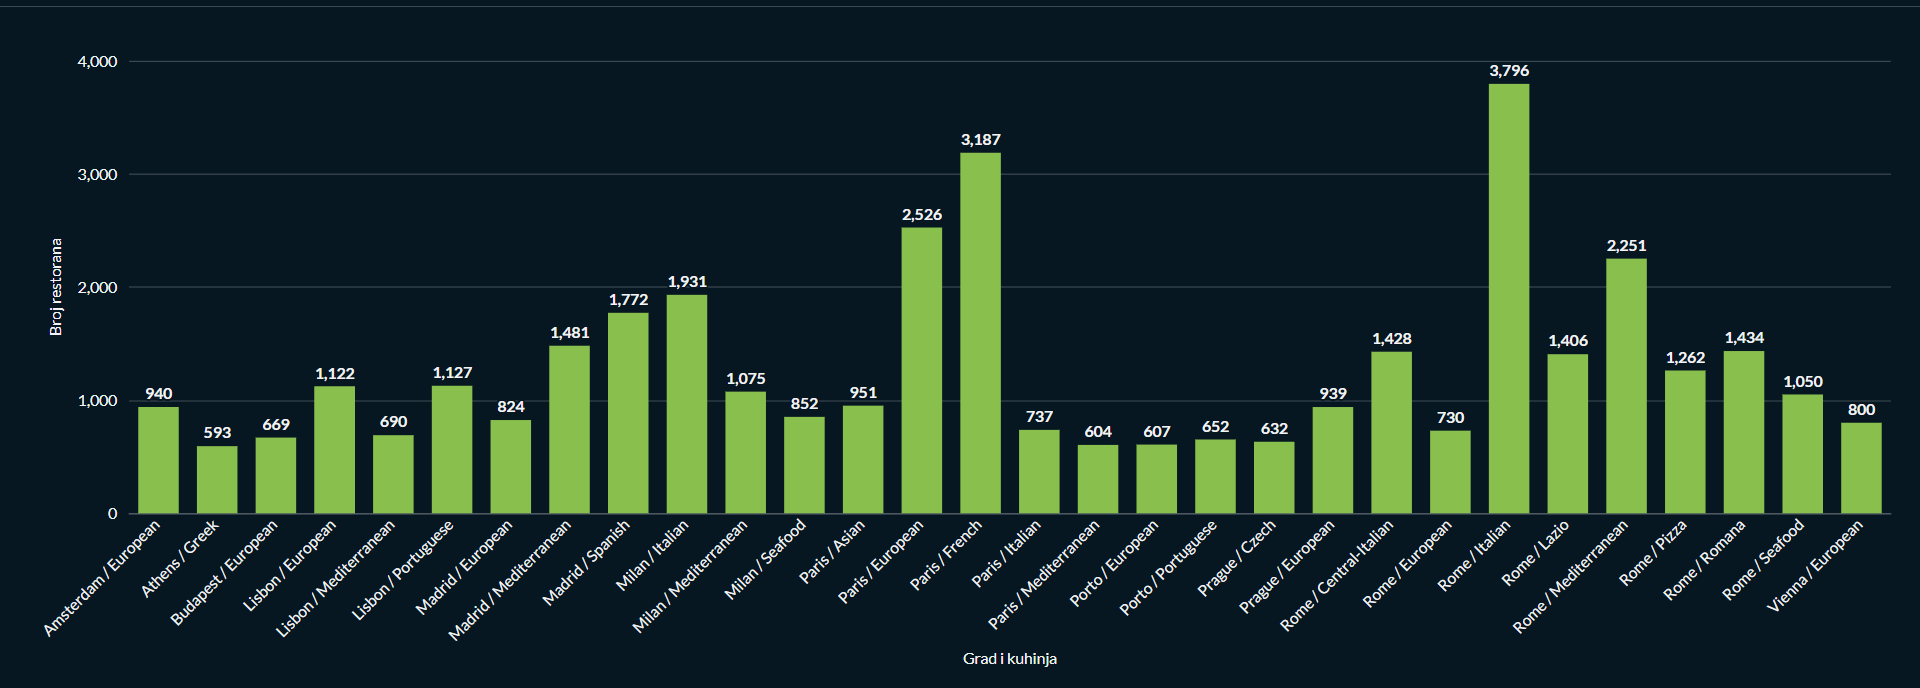 4,000
3,000
2,000
1,000
0
Broj restorana
940
593
669
1,122
690
1,127
824
1,481
1,772
1,931
1,075
852
951
2,526
3,187
737
604
607
652
632
939
1,428
730
3,796
1,406
2,251
1,262
1,434
1,050
800
Amsterdam / European
Athens / Greek
Budapest / European
Lisbon / European
Lisbon / Mediterranean
Lisbon / Portuguese
Madrid / European
Madrid / Mediterranean
Madrid / Spanish
Milan / Italian
Milan / Mediterranean
Milan / Seafood
Paris / Asian
Paris / European
Paris / French
Paris / Italian
Paris / Mediterranean
Porto / European
Porto / Portuguese
Prague / Czech
Prague / European
Rome / Central-Italian
Rome / European
Rome / Italian
Rome / Lazio
Rome / Mediterranean
Rome / Pizza
Rome / Romana
Rome / Seafood
Vienna / European
Grad i kuhinja